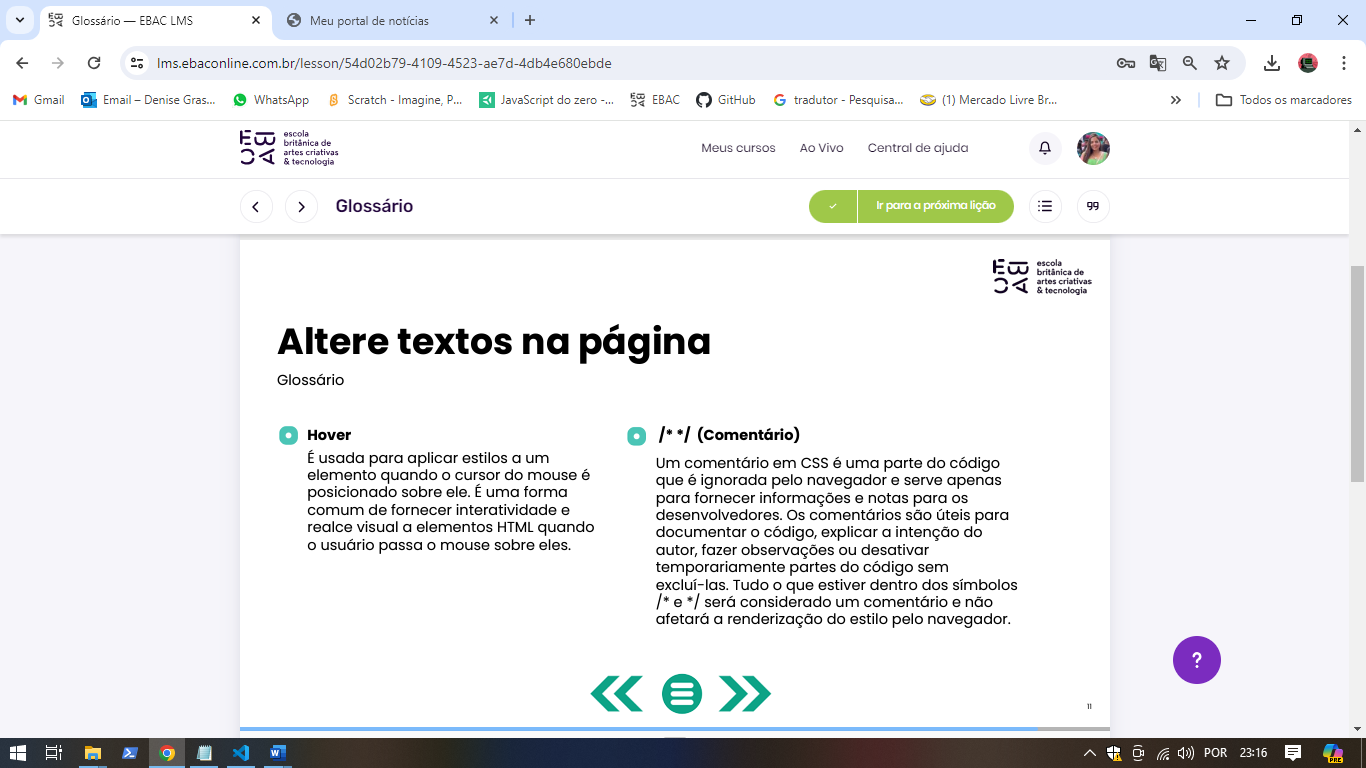 Glossário — EBAC LMS
Meu portal de notícias
lms.ebaconline.com.br/lesson/54d02b79-4109-4523-ae7d-4db4e680ebde
Gmail
Email – Denise Gras...
WhatsApp
Scratch - Imagine, P...
JavaScript do zero -...
EBAC
GitHub
tradutor - Pesquisa...
(1) Mercado Livre Br...
Todos os marcadores
escola
britânica de
artes criativas
& tecnologia
Meus cursos
Ao Vivo
Central de ajuda
Glossário
Ir para a próxima lição
escola
britânica de
artes criativas
& tecnologia
Altere textos na página
Glossário
Hover
É usada para aplicar estilos a um
elemento quando o cursor do mouse é
posicionado sobre ele. É uma forma
comum de fornecer interatividade e
realce visual a elementos HTML quando
o usuário passa o mouse sobre eles.
/* */ (Comentário)
Um comentário em CSS é uma parte do código
que é ignorada pelo navegador e serve apenas
para fornecer informações e notas para os
desenvolvedores. Os comentários são úteis para
documentar o código, explicar a intenção do
autor, fazer observações ou desativar
temporariamente partes do código sem
excluí-las. Tudo o que estiver dentro dos símbolos
/* e */ será considerado um comentário e não
afetará a renderização do estilo pelo navegador.
?
11
POR
23:16
PRE